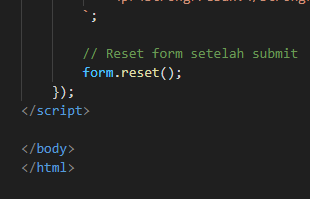 `;
// Reset form setelah submit
form.reset();
});
</script>
</body>
</html>